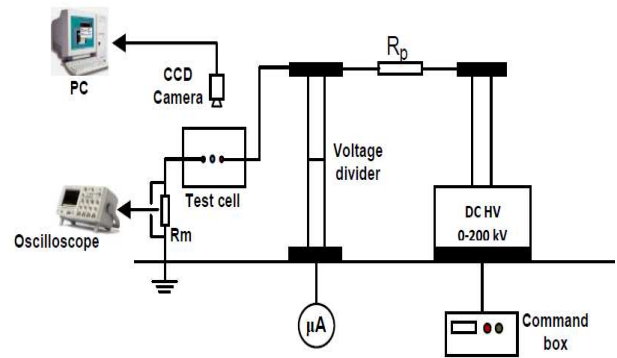 PC
CCD
Camera
Rp
Voltage
divider
Test cell
Oscilloscope
Rm
DC HV
0-200 kV
µA
Command
box